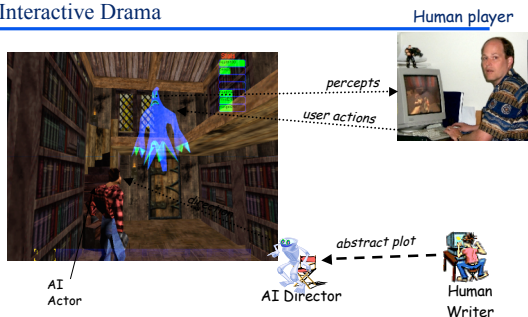 Interactive Drama
Human player
percepts
user actions
abstract plot
AI
Actor
AI Director
Human
Writer